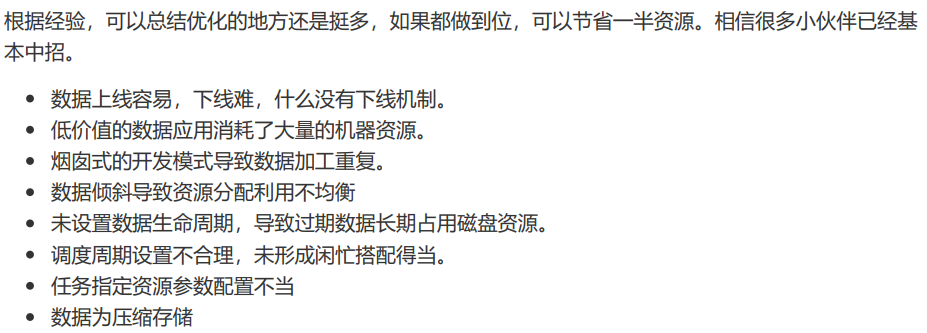 根据经验，可以总结优化的地方还是挺多，如果都做到位，可以节省一半资源。相信很多小伙伴已经基
本中招。
• 数据上线容易，下线难，什么没有下线机制。
• 低价值的数据应用消耗了大量的机器资源。
• 烟囱式的开发模式导致数据加工重复。
• 数据倾斜导致资源分配利用不均衡
• 未设置数据生命周期，导致过期数据长期占用磁盘资源。
• 调度周期设置不合理，未形成闲忙搭配得当。
• 任务指定资源参数配置不当
• 数据为压缩存储